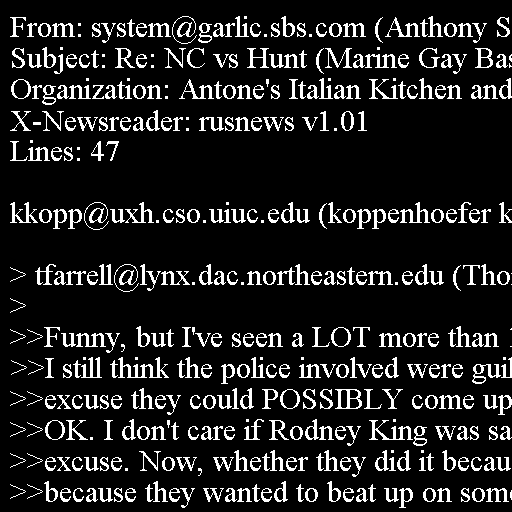 From: system@garlic.sbs.com (Anthony S
Subject: Re: NC vs Hunt (Marine Gay Bas
Organization: Antone's Italian Kitchen and
X-Newsreader: rusnews v1.01
Lines: 47

kkopp@uxh.cso.uiuc.edu (koppenhoefer k

> tfarrell@lynx.dac.northeastern.edu (Tho
>
>>Funny, but I've seen a LOT more than 1
>>I still think the police involved were gui
>>excuse they could POSSIBLY come up
>>OK. I don't care if Rodney King was sa
>>excuse. Now, whether they did it becau
>>because they wanted to beat up on some